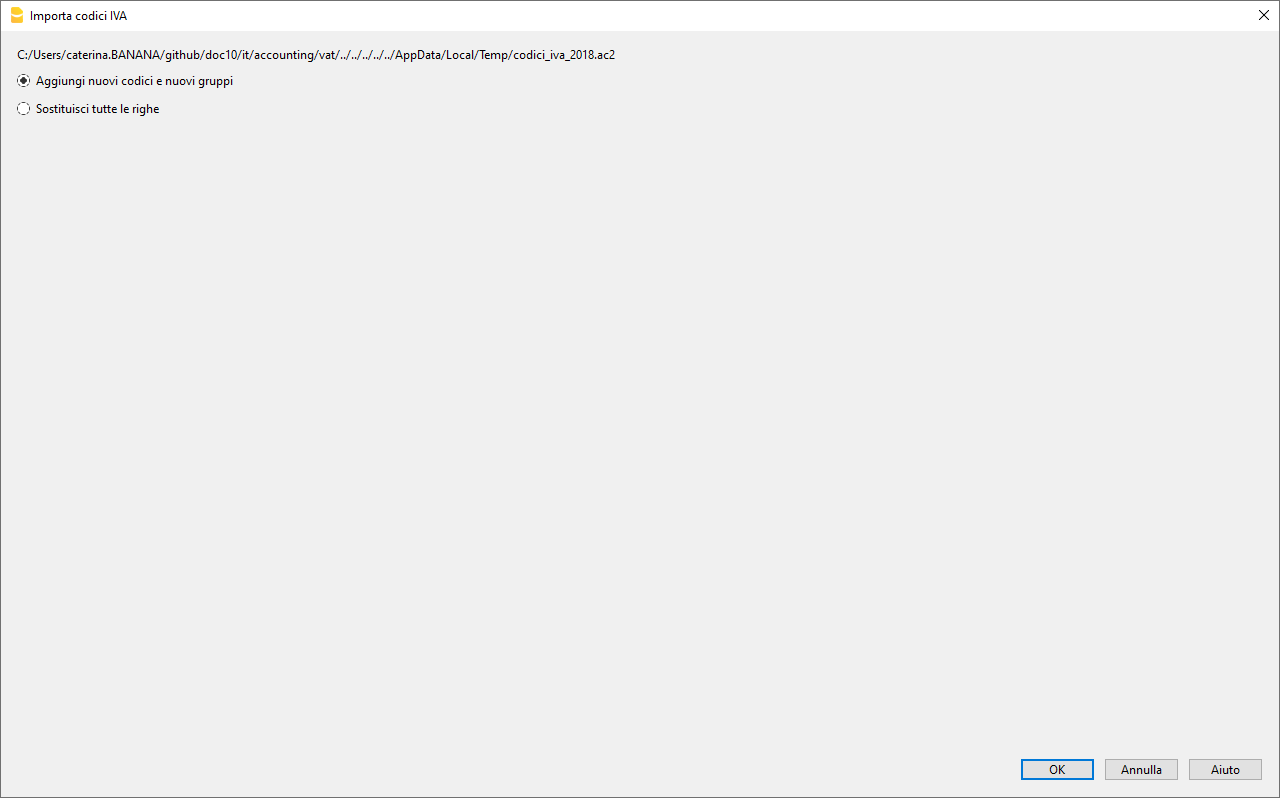 Importa codici IVA
C:/Users/caterina.BANANA/github/doc10/it/accounting/vat/../../../../../AppData/Local/Temp/codici_iva_2018.ac2
Aggiungi nuovi codici e nuovi gruppi
Sostituisci tutte le righe
OK Annulla Aiuto